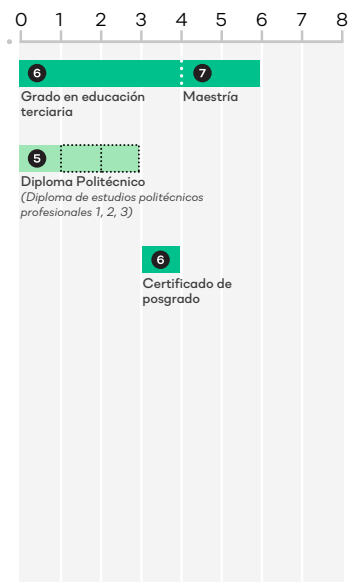 0 1 2 3 4 5 6 7 8
6 7
Grado en educación Maestría
terciaria
5
Diploma Politécnico
(Diploma de estudios politécnicos
profesionales 1, 2, 3)
6
Certificado de
posgrado